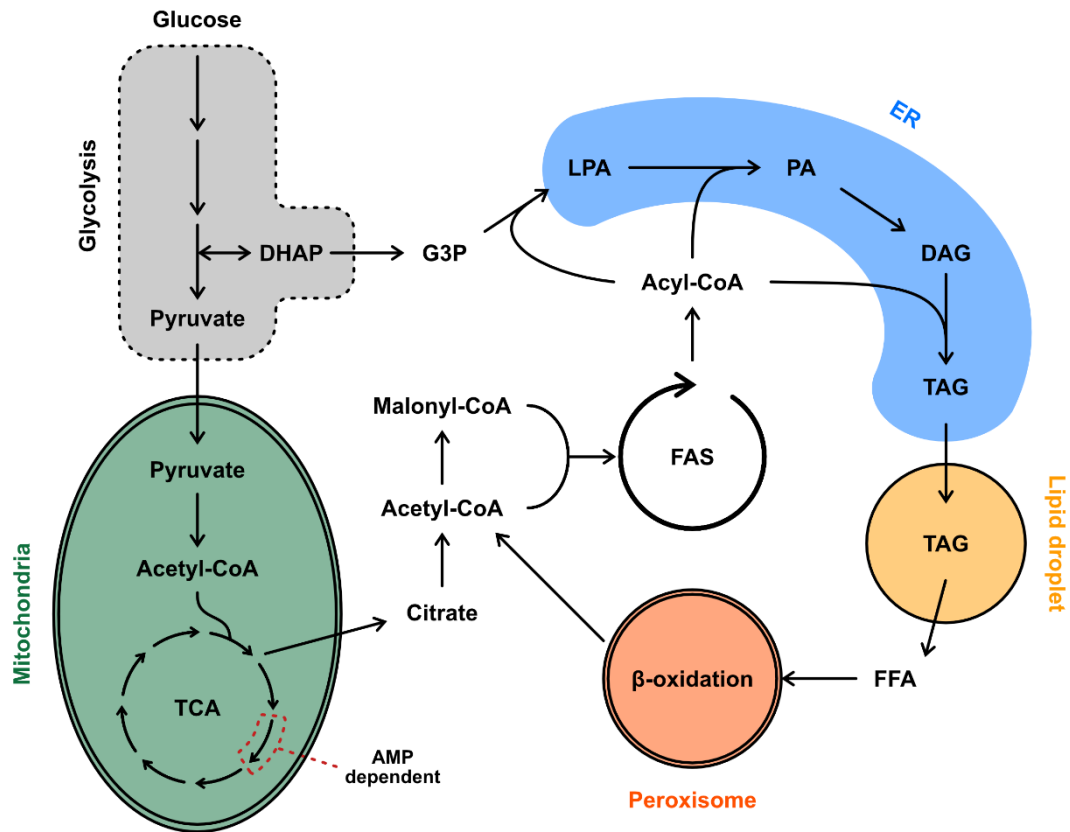 Glucose
Glycolysis
DHAP
Pyruvate
G3P
ER
LPA
PA
DAG
Acyl-CoA
TAG
Malonyl-CoA
FAS
Acetyl-CoA
Citrate
Lipid droplet
TAG
FFA
β-oxidation
Peroxisome
Mitochondria
Pyruvate
Acetyl-CoA
TCA
AMP
dependent